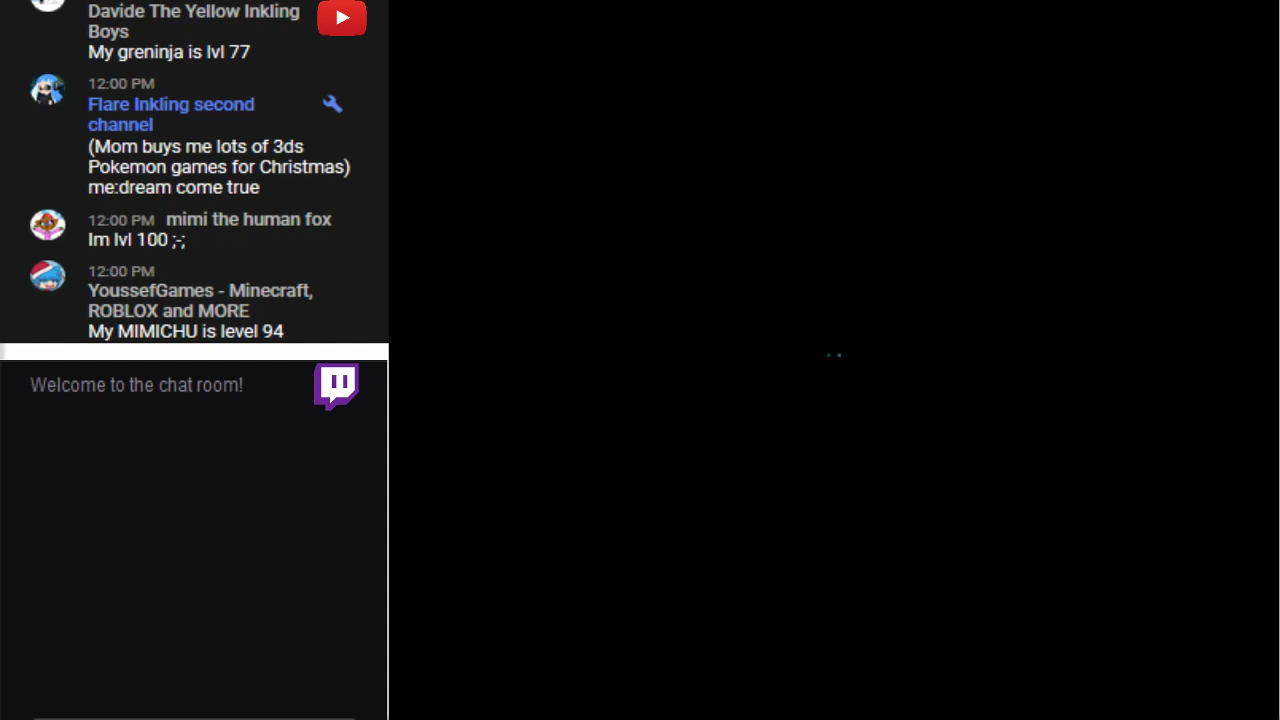 Davide The Yellow Inkling
Boys
My greninja is lvl 77
12:00 PM
Flare Inkling second
channel
(Mom buys me lots of 3ds
Pokemon games for Christmas)
me:dream come true
12:00 PM mimi the human fox
Im lvl 100 ;-;
12:00 PM
YoussefGames - Minecraft,
ROBLOX and MORE
My MIMICHU is level 94
Welcome to the chat room!